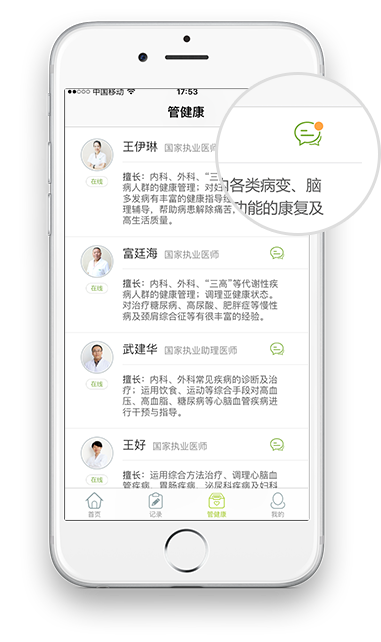 中国移动
17:53
管健康
王伊琳 国家执业医师
在线
擅长：内科、外科、“三
病人群的健康管理；对妇
多发病有丰富的健康指导经
理辅导，帮助病患解除痛苦，
高生活质量。
各类病变、脑
功能的康复及
富廷海 国家执业医师
在线
擅长：内科、外科、“三高”等代谢性疾
病人群的健康管理；调理亚健康状态。
对治疗糖尿病、高尿酸、肥胖症等慢性
病及颈肩综合征等有很丰富的经验。
武建华 国家执业助理医师
在线
擅长：内科、外科常见疾病的诊断及治
疗；运用饮食、运动等综合手段对高血
压、高血脂、糖尿病等心脑血管疾病进
行干预与指导。
王好 国家执业医师
在线
擅长：运用综合方法治疗、调理心脑血
管疾病、胃肠疾病、泌尿科疾病及妇科
首页 记录 管健康 我的